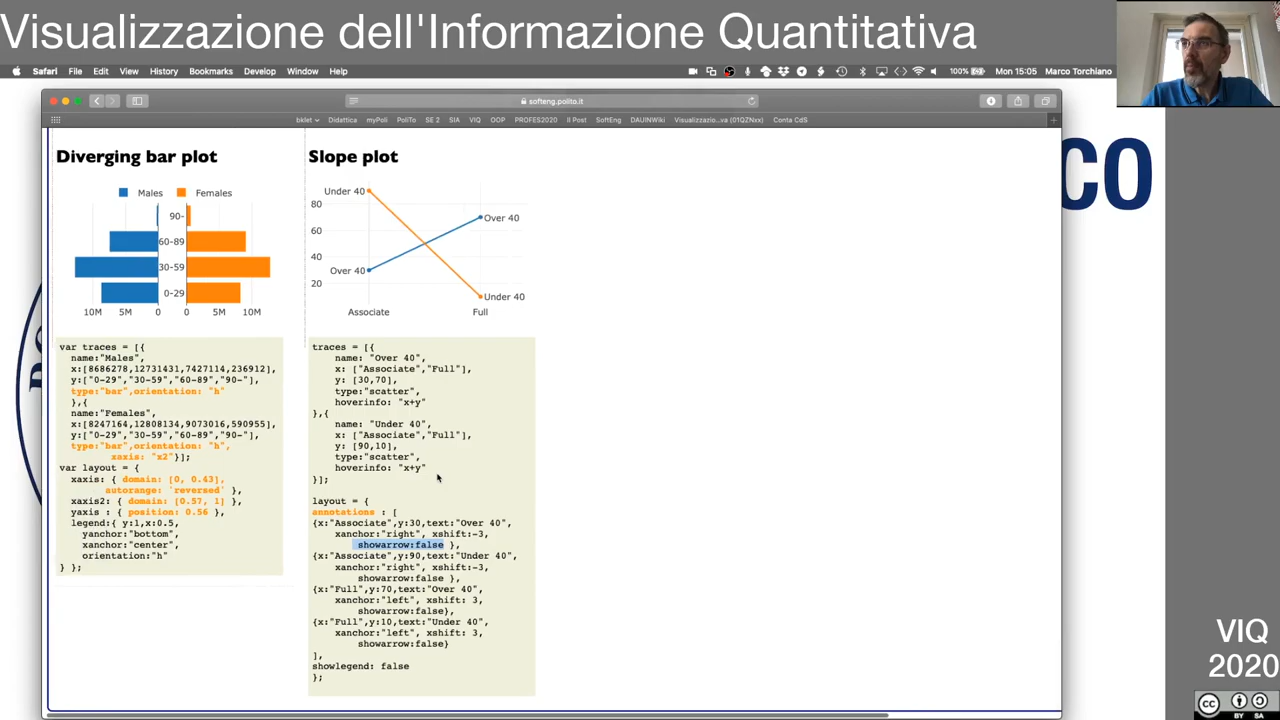 Visualizzazione dell'Informazione Quantitativa
Safari File Edit View History Bookmarks Develop Window Help
100% Mon 15:05 Marco Torchiano
softeng.polito.it
bklet Didattica myPoli PoliTo SE 2 SIA VIQ OOP PROFES2020 Il Post SoftEng DAUINWiki Visualizzazio...va (01QZNxx) Conta CdS
Diverging bar plot
Males Females
90-
60-89
30-59
0-29
10M 5M 0 0 5M 10M
var traces = [{
name:"Males",
x:[8686278,12731431,7427114,236912],
y:["0-29","30-59","60-89","90-"],
type:"bar",orientation: "h"
},{
name:"Females",
x:[8247164,12808134,9073016,590955],
y:["0-29","30-59","60-89","90-"],
type:"bar",orientation: "h",
xaxis: "x2"}];
var layout = {
xaxis: { domain: [0, 0.43],
autorange: `reversed` },
xaxis2: { domain: [0.57, 1] },
yaxis : { position: 0.56 },
legend:{ y:1,x:0.5,
yanchor:"bottom",
xanchor:"center",
orientation:"h"
} };
Slope plot
Under 40
80
Over 40
60
40
Over 40
20
Under 40
Associate Full
traces = [{
name: "Over 40",
x: ["Associate","Full"],
y: [30,70],
type:"scatter",
hoverinfo: "x+y"
},{
name: "Under 40",
x: ["Associate","Full"],
y: [90,10],
type:"scatter",
hoverinfo: "x+y"
}];
layout = {
annotations : [
{x:"Associate",y:30,text:"Over 40",
xanchor:"right", xshift:-3,
showarrow:false },
{x:"Associate",y:90,text:"Under 40",
xanchor:"right", xshift:-3,
showarrow:false },
{x:"Full",y:70,text:"Over 40",
xanchor:"left", xshift: 3,
showarrow:false},
{x:"Full",y:10,text:"Under 40",
xanchor:"left", xshift: 3,
showarrow:false}
],
showlegend: false
};
CO
VIQ
2020
CC
BY SA